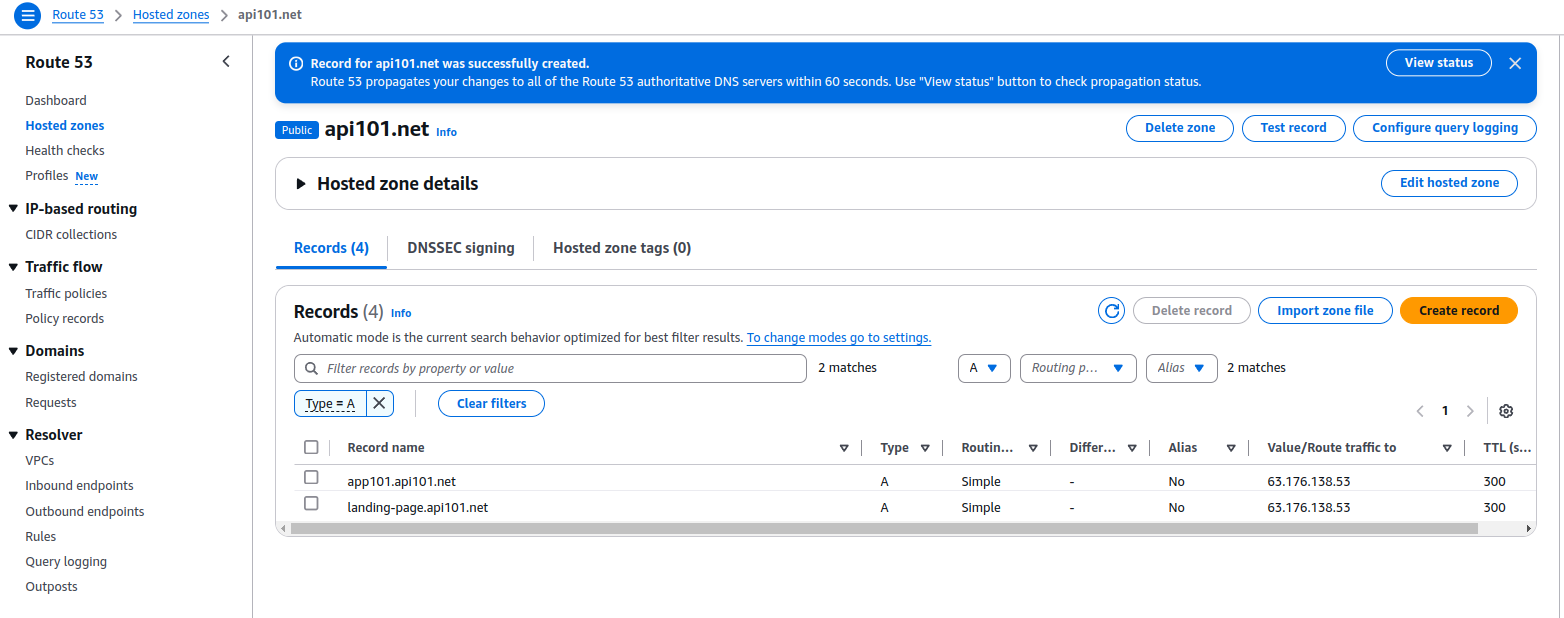 Route 53 > Hosted zones > api101.net
Route 53
Dashboard
Hosted zones
Health checks
Profiles New
IP-based routing
CIDR collections
Traffic flow
Traffic policies
Policy records
Domains
Registered domains
Requests
Resolver
VPCs
Inbound endpoints
Outbound endpoints
Rules
Query logging
Outposts
Record for api101.net was successfully created.
Route 53 propagates your changes to all of the Route 53 authoritative DNS servers within 60 seconds. Use "View status" button to check propagation status.
View status
Public api101.net Info
Delete zone Test record Configure query logging
Hosted zone details
Edit hosted zone
Records (4) DNSSEC signing Hosted zone tags (0)
Records (4) Info
Delete record Import zone file Create record
Automatic mode is the current search behavior optimized for best filter results. To change modes go to settings.
Filter records by property or value 2 matches A Routing p... Alias 2 matches
Type = A Clear filters
1
Record name Type Routin... Differ... Alias Value/Route traffic to TTL (s...
app101.api101.net A Simple - No 63.176.138.53 300
landing-page.api101.net A Simple - No 63.176.138.53 300